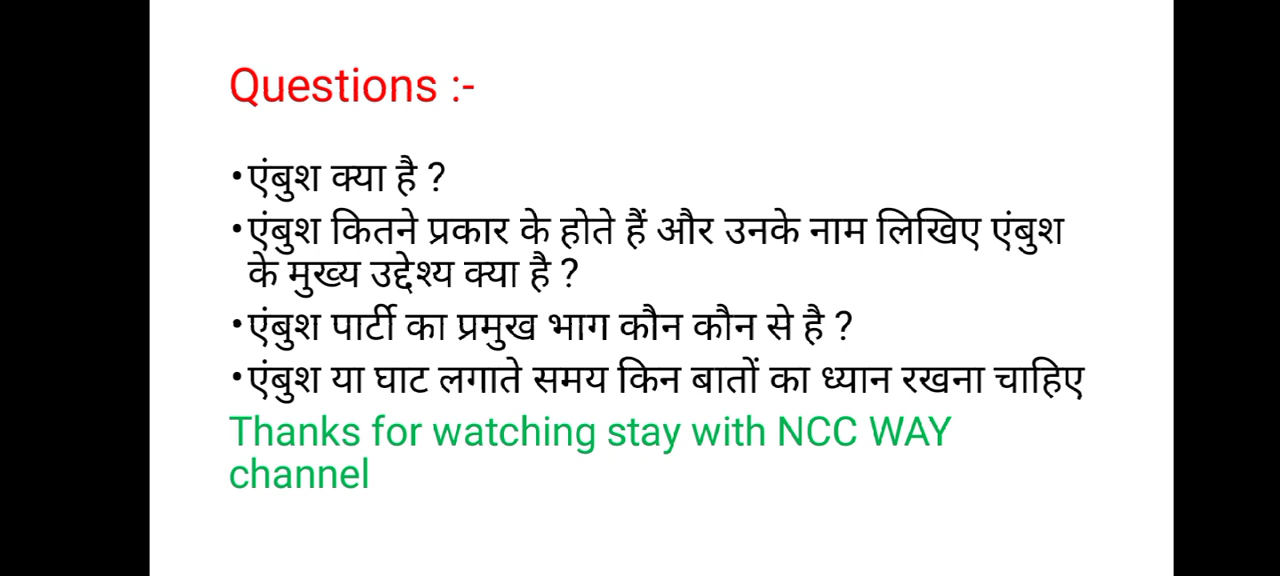 Questions :-
•एंबुश क्या है ?
•एंबुश कितने प्रकार के होते हैं और उनके नाम लिखिए एंबुश
के मुख्य उद्देश्य क्या है ?
•एंबुश पार्टी का प्रमुख भाग कौन कौन से है ?
•एंबुश या घाट लगाते समय किन बातों का ध्यान रखना चाहिए
Thanks for watching stay with NCC WAY
channel